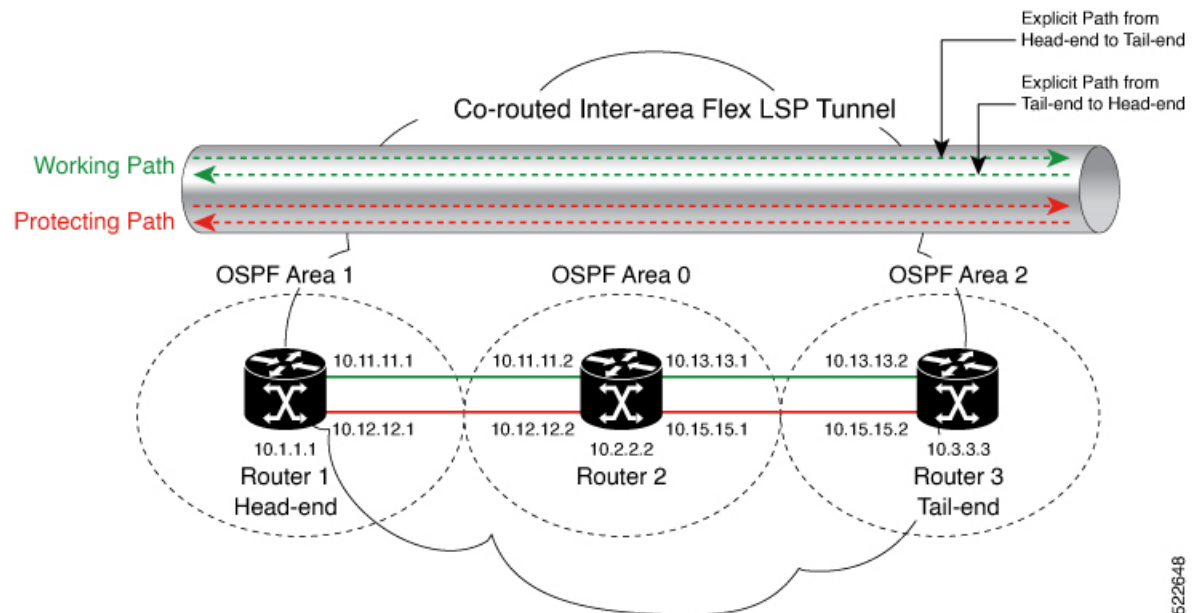 Explicit Path from
Head-end to Tail-end
Explicit Path from
Tail-end to Head-end
Co-routed Inter-area Flex LSP Tunnel
Working Path
Protecting Path
OSPF Area 1
OSPF Area 0
OSPF Area 2
10.11.11.1
10.11.11.2
10.13.13.1
10.13.13.2
10.12.12.1
10.12.12.2
10.15.15.1
10.15.15.2
10.1.1.1
10.2.2.2
10.3.3.3
Router 1
Head-end
Router 2
Router 3
Tail-end
522648